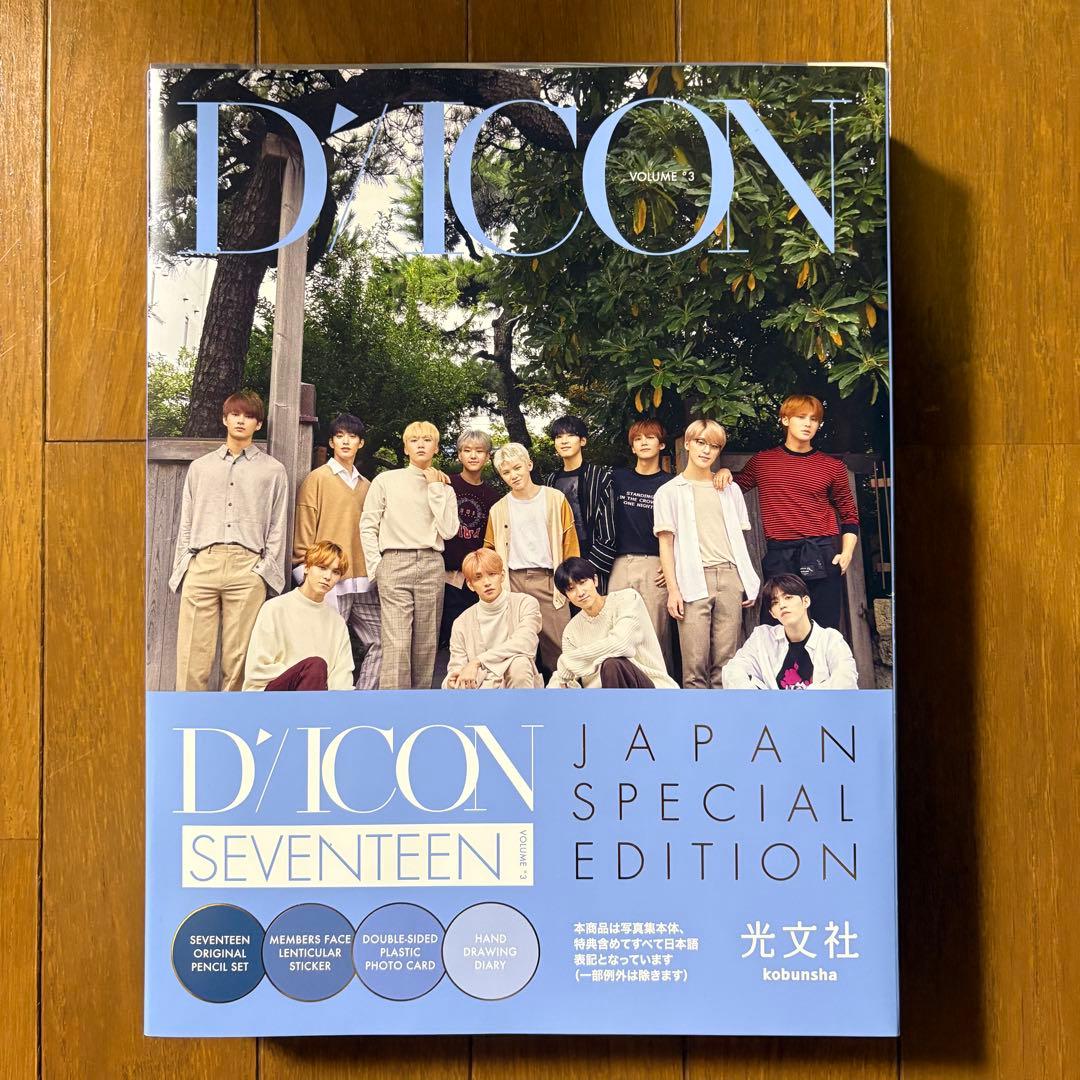 D'/ICON
VOLUME °3
STANDING
IN THE CROW
ONE NIGHT
D'/ICON
SEVENTEEN
VOLUME °3
JAPAN
SPECIAL
EDITION
SEVENTEEN
ORIGINAL
PENCIL SET
MEMBERS FACE
LENTICULAR
STICKER
DOUBLE-SIDED
PLASTIC
PHOTO CARD
HAND
DRAWING
DIARY
本商品は写真集本体、
特典含めてすべて日本語
表記となっています
(一部例外は除きます)
光文社
kobunsha